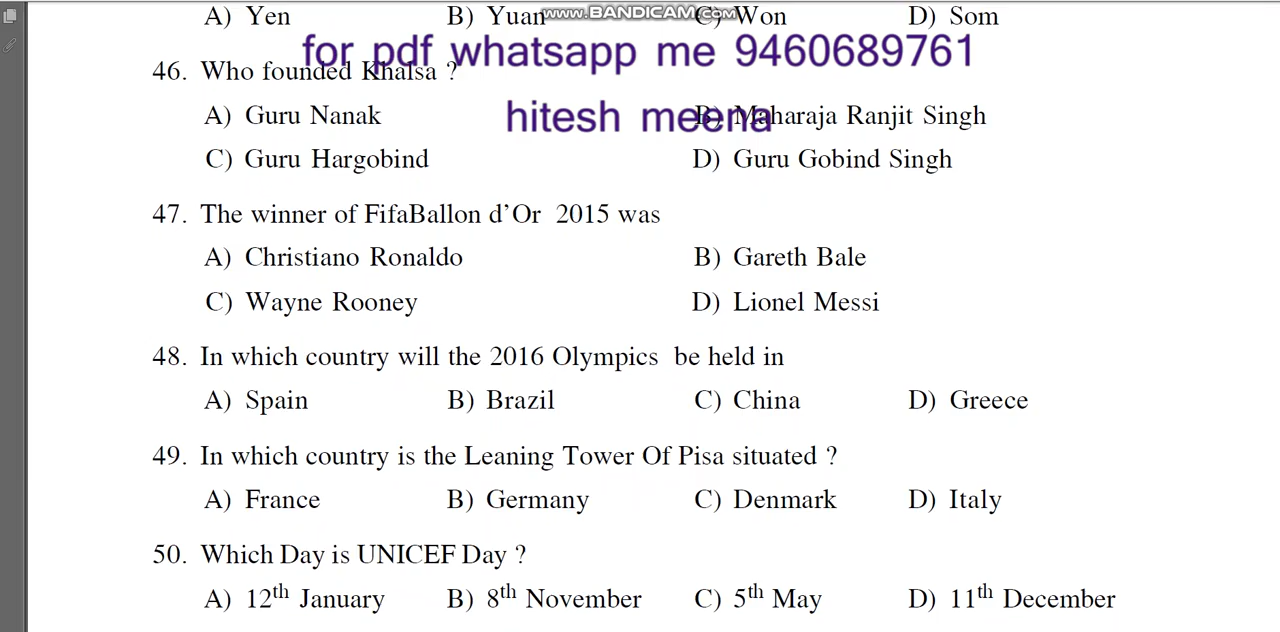 A) Yen B) Yuan C) Won D) Som
www.BANDICAM.com
for pdf whatsapp me 9460689761
46. Who founded Khalsa ?
hitesh meena
A) Guru Nanak B) Maharaja Ranjit Singh
C) Guru Hargobind D) Guru Gobind Singh
47. The winner of FifaBallon d’Or 2015 was
A) Christiano Ronaldo B) Gareth Bale
C) Wayne Rooney D) Lionel Messi
48. In which country will the 2016 Olympics be held in
A) Spain B) Brazil C) China D) Greece
49. In which country is the Leaning Tower Of Pisa situated ?
A) France B) Germany C) Denmark D) Italy
50. Which Day is UNICEF Day ?
A) 12th January B) 8th November C) 5th May D) 11th December